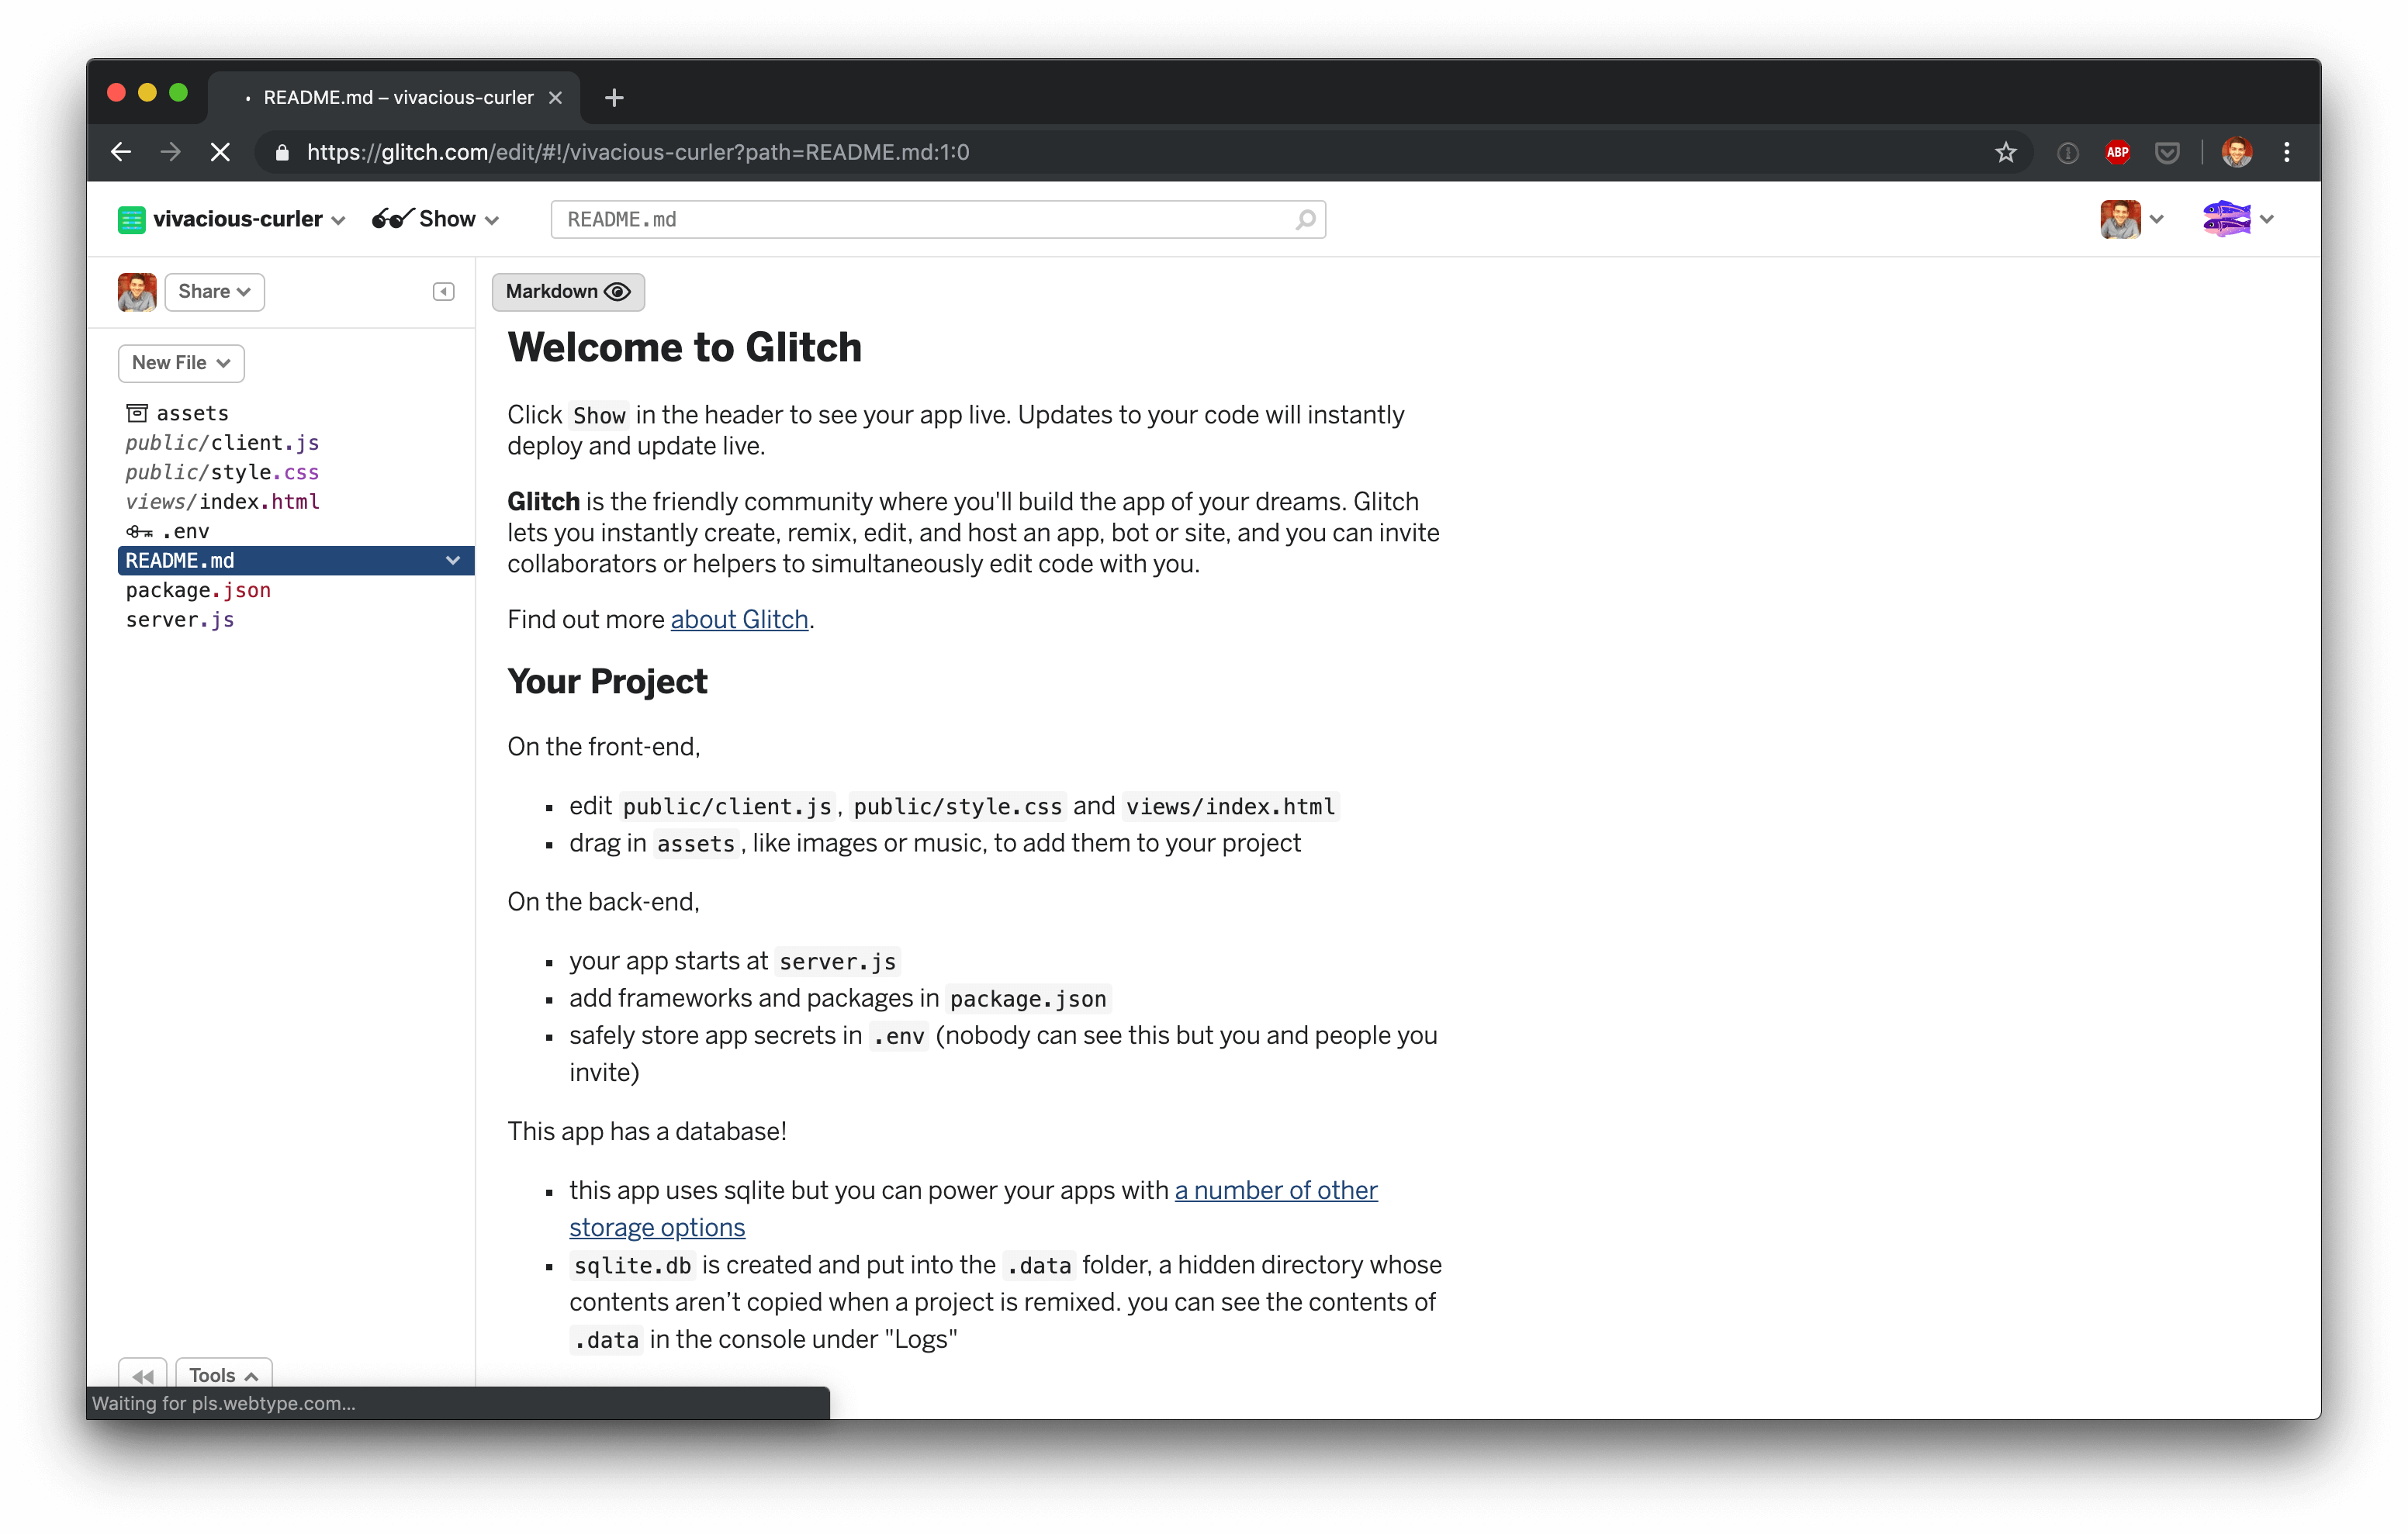 README.md – vivacious-curler
https://glitch.com/edit/#!/vivacious-curler?path=README.md:1:0
ABP
vivacious-curler
Show
README.md
Share
Markdown
New File
assets
public/client.js
public/style.css
views/index.html
.env
README.md
package.json
server.js
Welcome to Glitch
Click Show in the header to see your app live. Updates to your code will instantly
deploy and update live.
Glitch is the friendly community where you'll build the app of your dreams. Glitch
lets you instantly create, remix, edit, and host an app, bot or site, and you can invite
collaborators or helpers to simultaneously edit code with you.
Find out more about Glitch.
Your Project
On the front-end,
edit public/client.js, public/style.css and views/index.html
drag in assets, like images or music, to add them to your project
On the back-end,
your app starts at server.js
add frameworks and packages in package.json
safely store app secrets in .env (nobody can see this but you and people you
invite)
This app has a database!
this app uses sqlite but you can power your apps with a number of other
storage options
sqlite.db is created and put into the .data folder, a hidden directory whose
contents aren’t copied when a project is remixed. you can see the contents of
.data in the console under "Logs"
Tools
Waiting for pls.webtype.com...